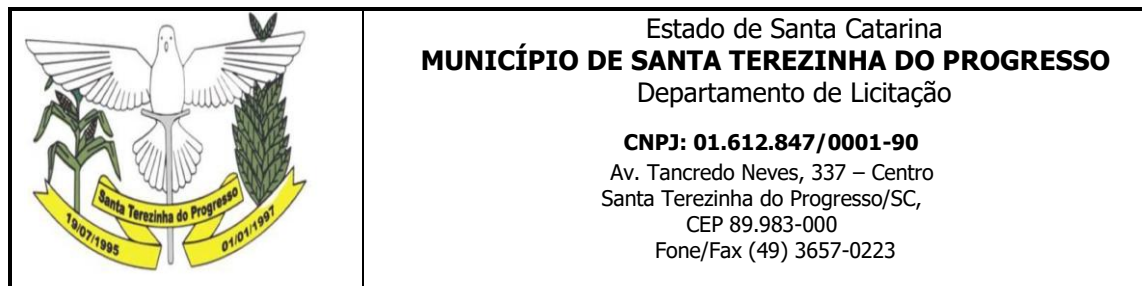 Santa Terezinha do Progresso
19/07/1995
01/01/1997
Estado de Santa Catarina
MUNICÍPIO DE SANTA TEREZINHA DO PROGRESSO
Departamento de Licitação
CNPJ: 01.612.847/0001-90
Av. Tancredo Neves, 337 – Centro
Santa Terezinha do Progresso/SC,
CEP 89.983-000
Fone/Fax (49) 3657-0223